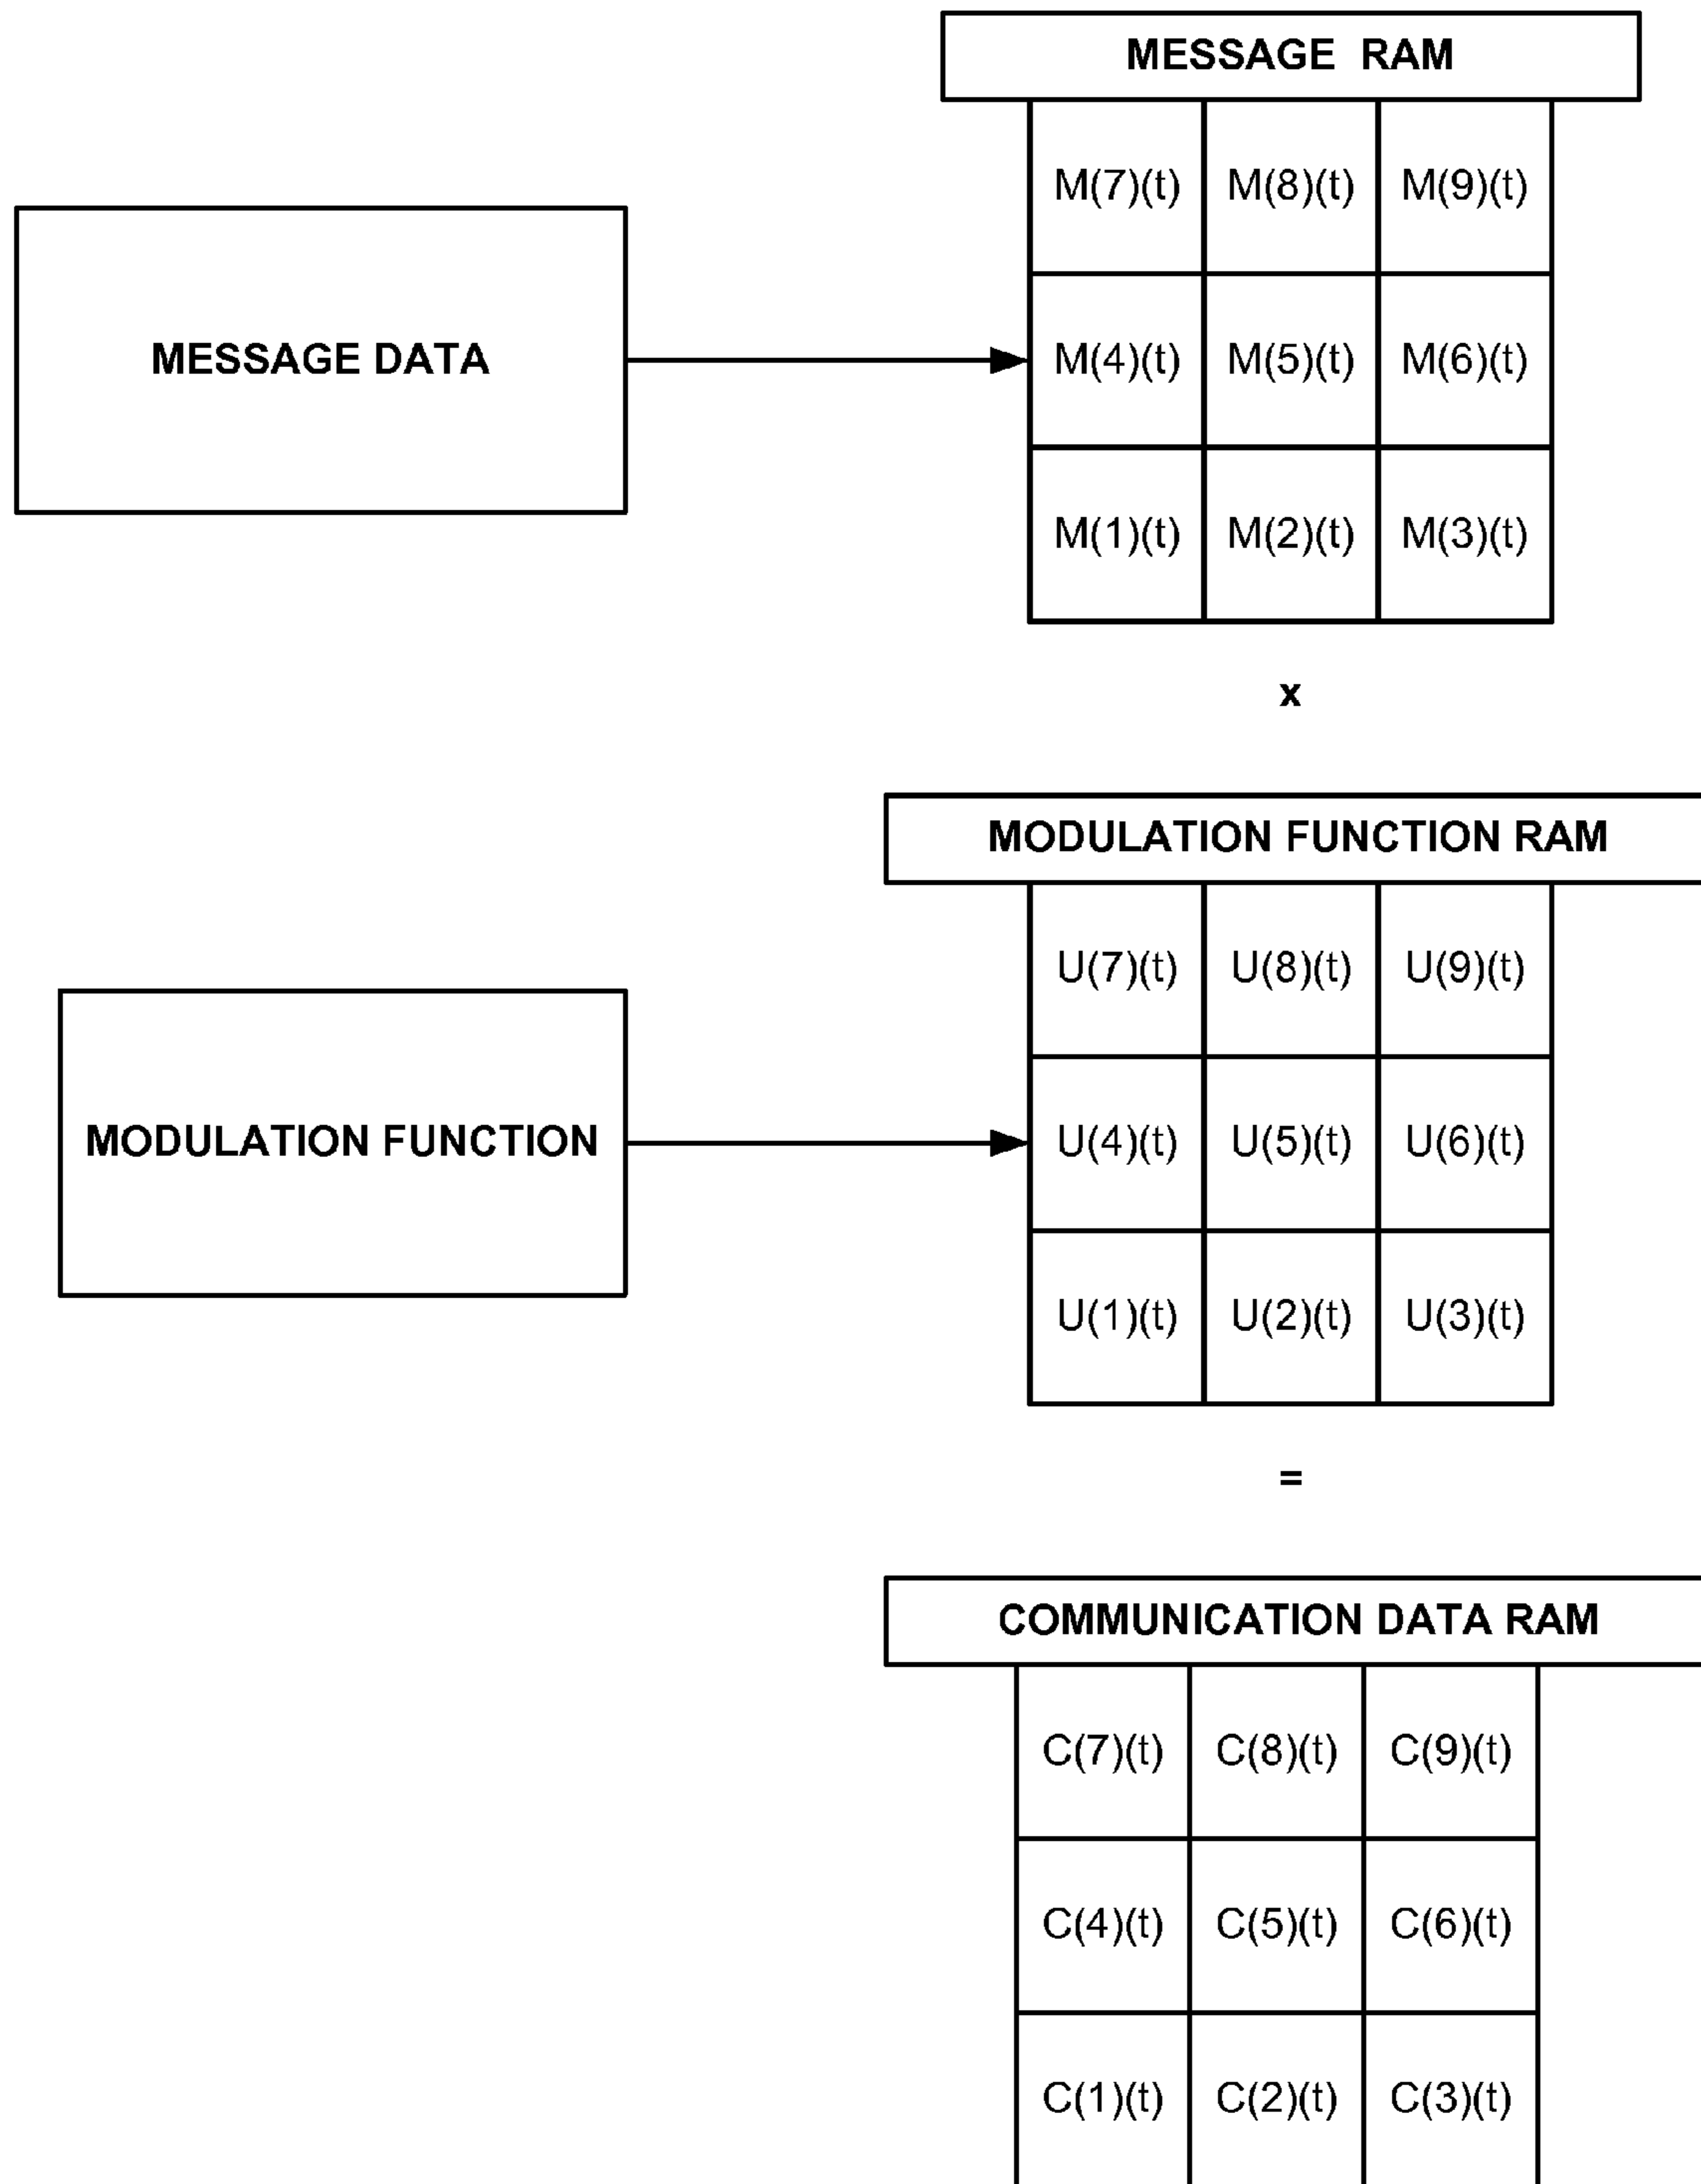 MESSAGE RAM
M(7)(t) M(8)(t) M(9)(t)
MESSAGE DATA
M(4)(t) M(5)(t) M(6)(t)
M(1)(t) M(2)(t) M(3)(t)
x
MODULATION FUNCTION RAM
U(7)(t) U(8)(t) U(9)(t)
MODULATION FUNCTION
U(4)(t) U(5)(t) U(6)(t)
U(1)(t) U(2)(t) U(3)(t)
=
COMMUNICATION DATA RAM
C(7)(t) C(8)(t) C(9)(t)
C(4)(t) C(5)(t) C(6)(t)
C(1)(t) C(2)(t) C(3)(t)